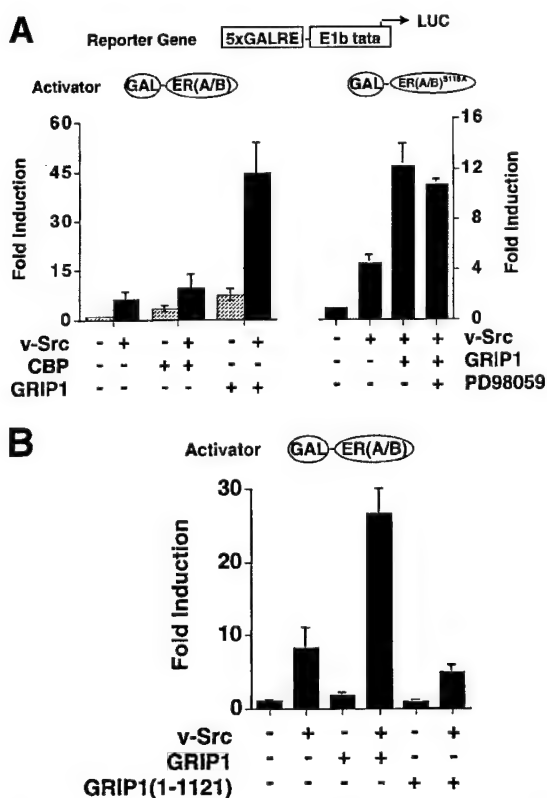 A
Reporter Gene 5xGALRE E1b tata LUC
Activator GAL ER(A/B) GAL ER(A/B)S118A
60
45
30
15
0
Fold Induction
16
12
8
4
0
Fold Induction
v-Src - + - + - +
CBP - - + + - -
GRIP1 - - - - + +
- + + + v-Src
- - + + GRIP1
- - - + PD98059
B
Activator GAL ER(A/B)
30
20
10
0
Fold Induction
v-Src - + - + - +
GRIP1 - - + + - -
GRIP1(1-1121) - - - - + +